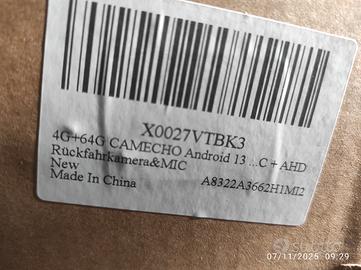 X0027VTBK3
4G+64G CAMECHO Android 13 ...C + AHD
Rückfahrkamera&MIC
New
Made In China
A8322A3662H1MI2
subito
07/11/2025 09:29